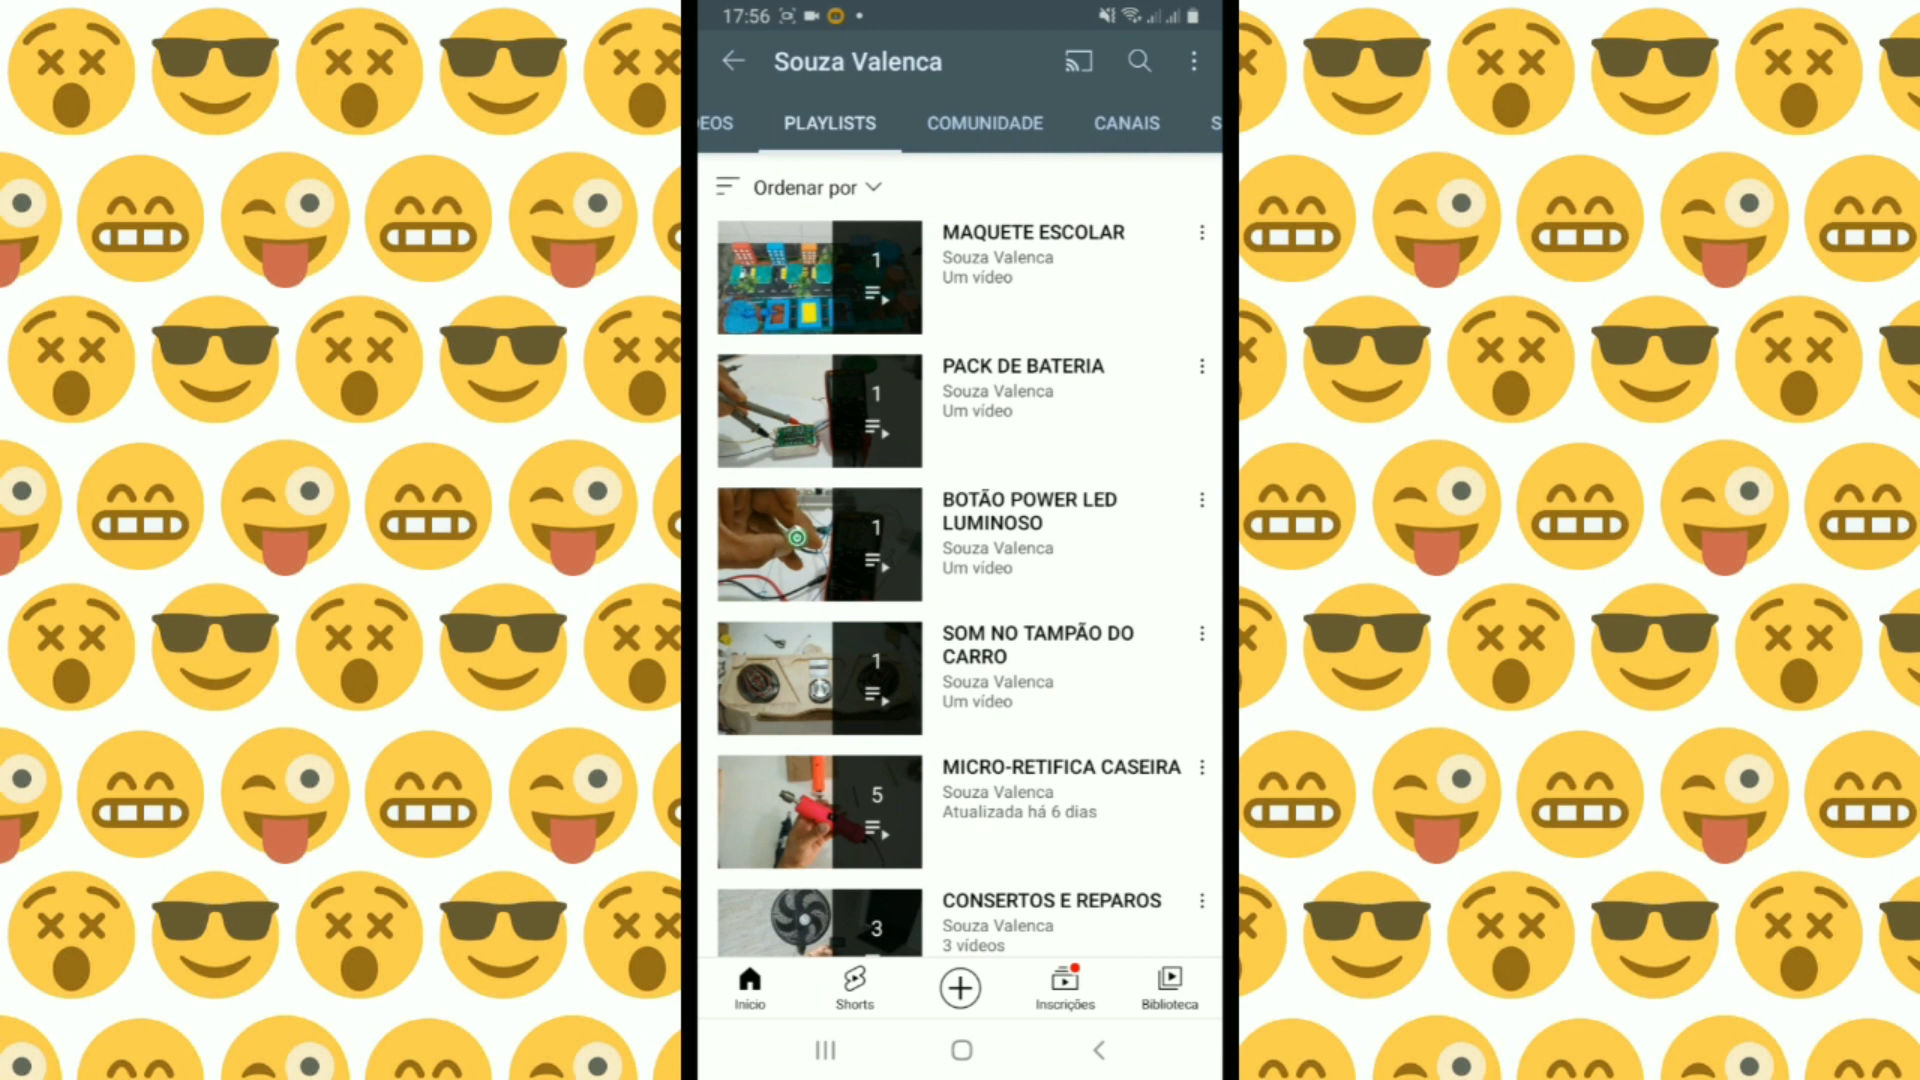 17:56
Souza Valenca
EOS PLAYLISTS COMUNIDADE CANAIS S
Ordenar por
1
MAQUETE ESCOLAR
Souza Valenca
Um vídeo
1
PACK DE BATERIA
Souza Valenca
Um vídeo
1
BOTÃO POWER LED
LUMINOSO
Souza Valenca
Um vídeo
1
SOM NO TAMPÃO DO
CARRO
Souza Valenca
Um vídeo
5
MICRO-RETIFICA CASEIRA
Souza Valenca
Atualizada há 6 dias
3
CONSERTOS E REPAROS
Souza Valenca
3 vídeos
Início Shorts Inscrições Biblioteca